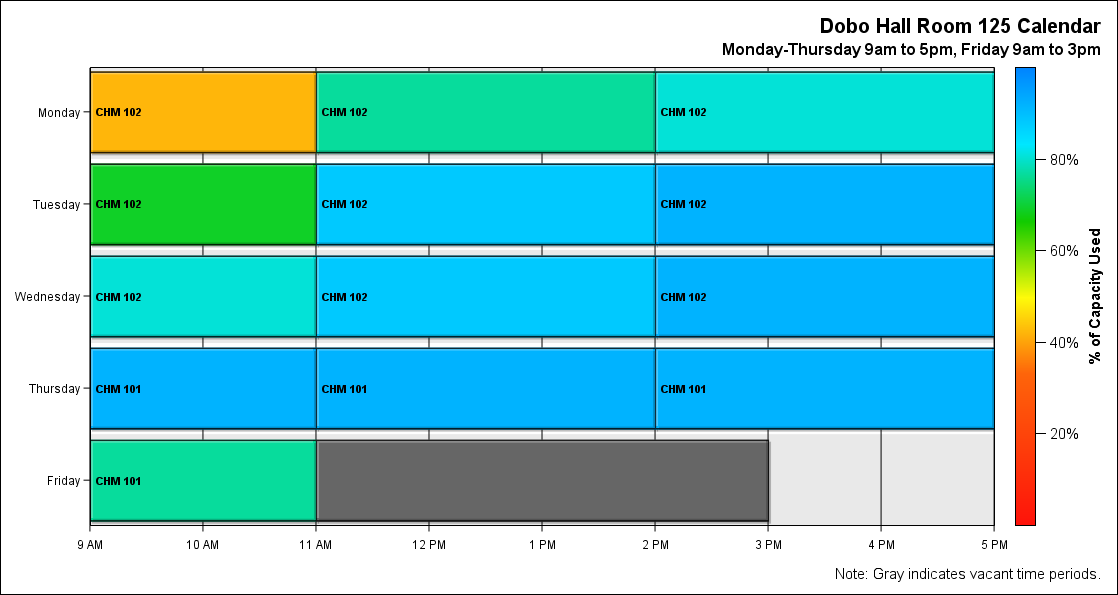 Dobo Hall Room 125 Calendar
Monday-Thursday 9am to 5pm, Friday 9am to 3pm
Monday CHM 102 CHM 102 CHM 102
80%
Tuesday CHM 102 CHM 102 CHM 102
60%
Wednesday CHM 102 CHM 102 CHM 102
% of Capacity Used
40%
Thursday CHM 101 CHM 101 CHM 101
20%
Friday CHM 101
9 AM 10 AM 11 AM 12 PM 1 PM 2 PM 3 PM 4 PM 5 PM
Note: Gray indicates vacant time periods.